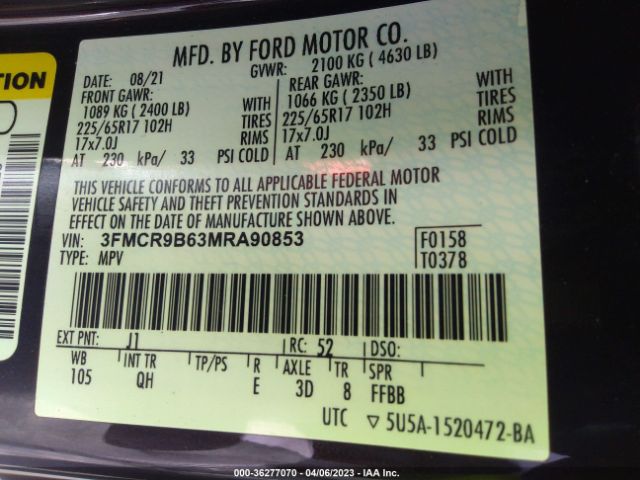 TION
MFD. BY FORD MOTOR CO.
DATE: 08/21 GVWR: 2100 KG ( 4630 LB)
FRONT GAWR: REAR GAWR:
1089 KG ( 2400 LB) WITH 1066 KG ( 2350 LB) WITH
225/65R17 102H TIRES 225/65R17 102H TIRES
17x7.0J RIMS 17x7.0J RIMS
AT 230 kPa/ 33 PSI COLD AT 230 kPa/ 33 PSI COLD
THIS VEHICLE CONFORMS TO ALL APPLICABLE FEDERAL MOTOR
VEHICLE SAFETY AND THEFT PREVENTION STANDARDS IN
EFFECT ON THE DATE OF MANUFACTURE SHOWN ABOVE.
VIN: 3FMCR9B63MRA90853 F0158
TYPE: MPV T0378
EXT PNT: J1 RC: 52 DSO:
WB INT TR TP/PS R AXLE TR SPR
105 QH E 3D 8 FFBB
UTC ▽ 5U5A-1520472-BA
000-36277070 - 04/06/2023 - IAA Inc.